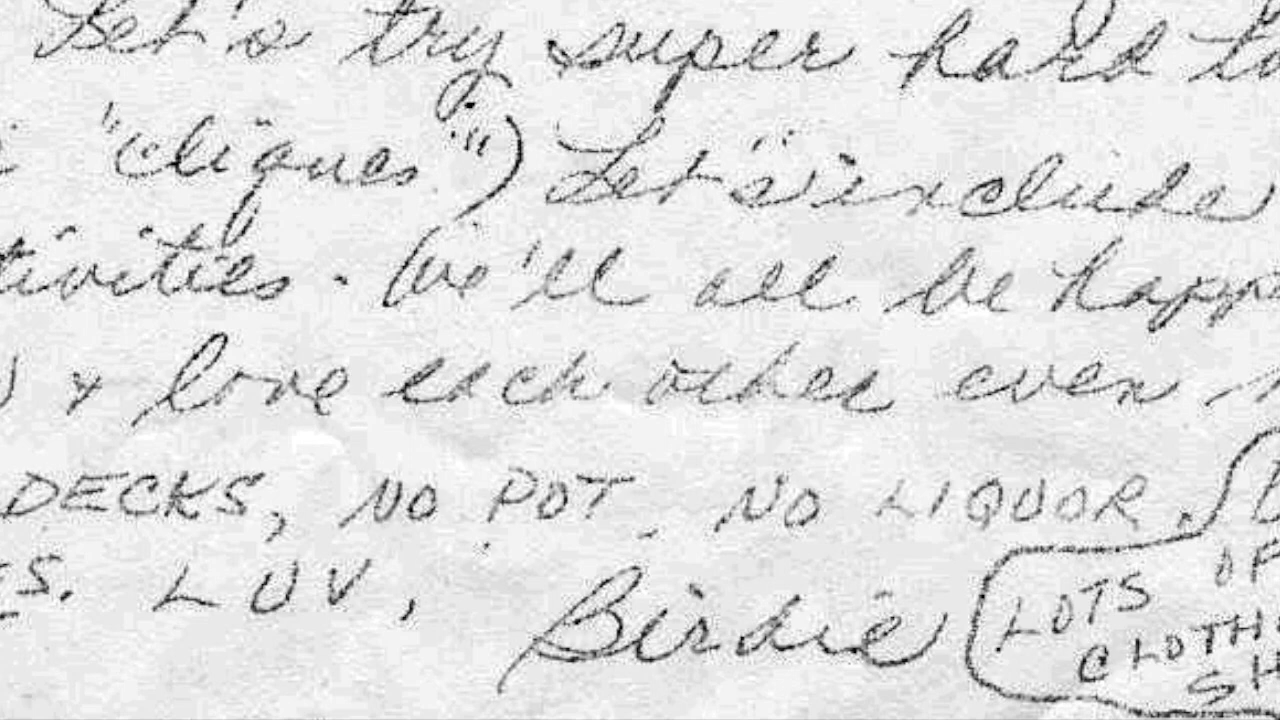 Let's try super hard to
"cliques") Let's include
tivities. We'll all be happ
& love each other even
DECKS, NO POT, NO LIQUOR.
S. LUV, Birdie
LOTS OF
CLOTH
SH